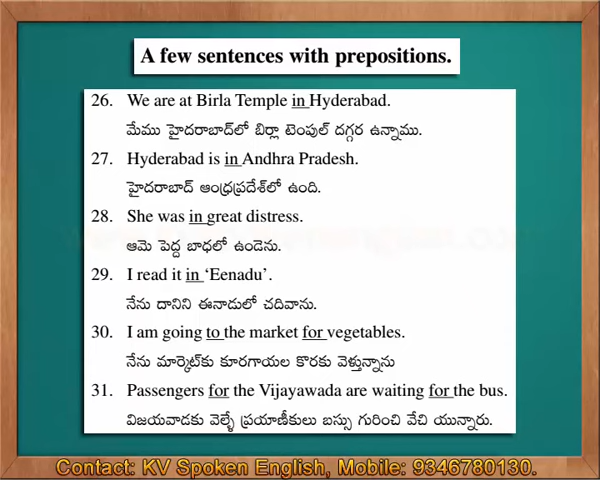 A few sentences with prepositions.
26. We are at Birla Temple in Hyderabad.
మేము హైదరాబాద్‌లో బిర్లా టెంపుల్ దగ్గర ఉన్నాము.
27. Hyderabad is in Andhra Pradesh.
హైదరాబాద్ ఆంధ్రప్రదేశ్‌లో ఉంది.
28. She was in great distress.
ఆమె పెద్ద బాధలో ఉండెను.
29. I read it in ‘Eenadu’.
నేను దానిని ఈనాడులో చదివాను.
30. I am going to the market for vegetables.
నేను మార్కెట్‌కు కూరగాయల కొరకు వెళ్తున్నాను
31. Passengers for the Vijayawada are waiting for the bus.
విజయవాడకు వెల్ళే ప్రయాణీకులు బస్సు గురించి వేచి యున్నారు.
Contact: KV Spoken English, Mobile: 9346780130.